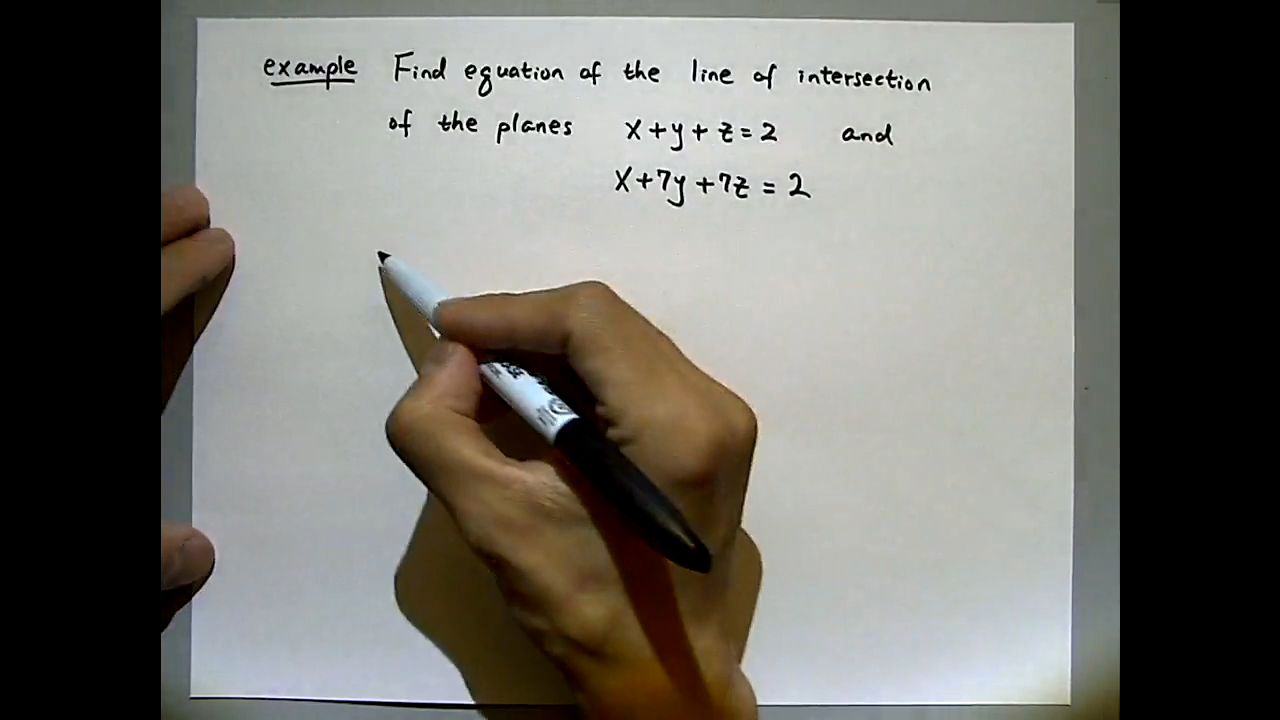 example Find equation of the line of intersection
of the planes x+y+z=2 and
x+7y+7z=2